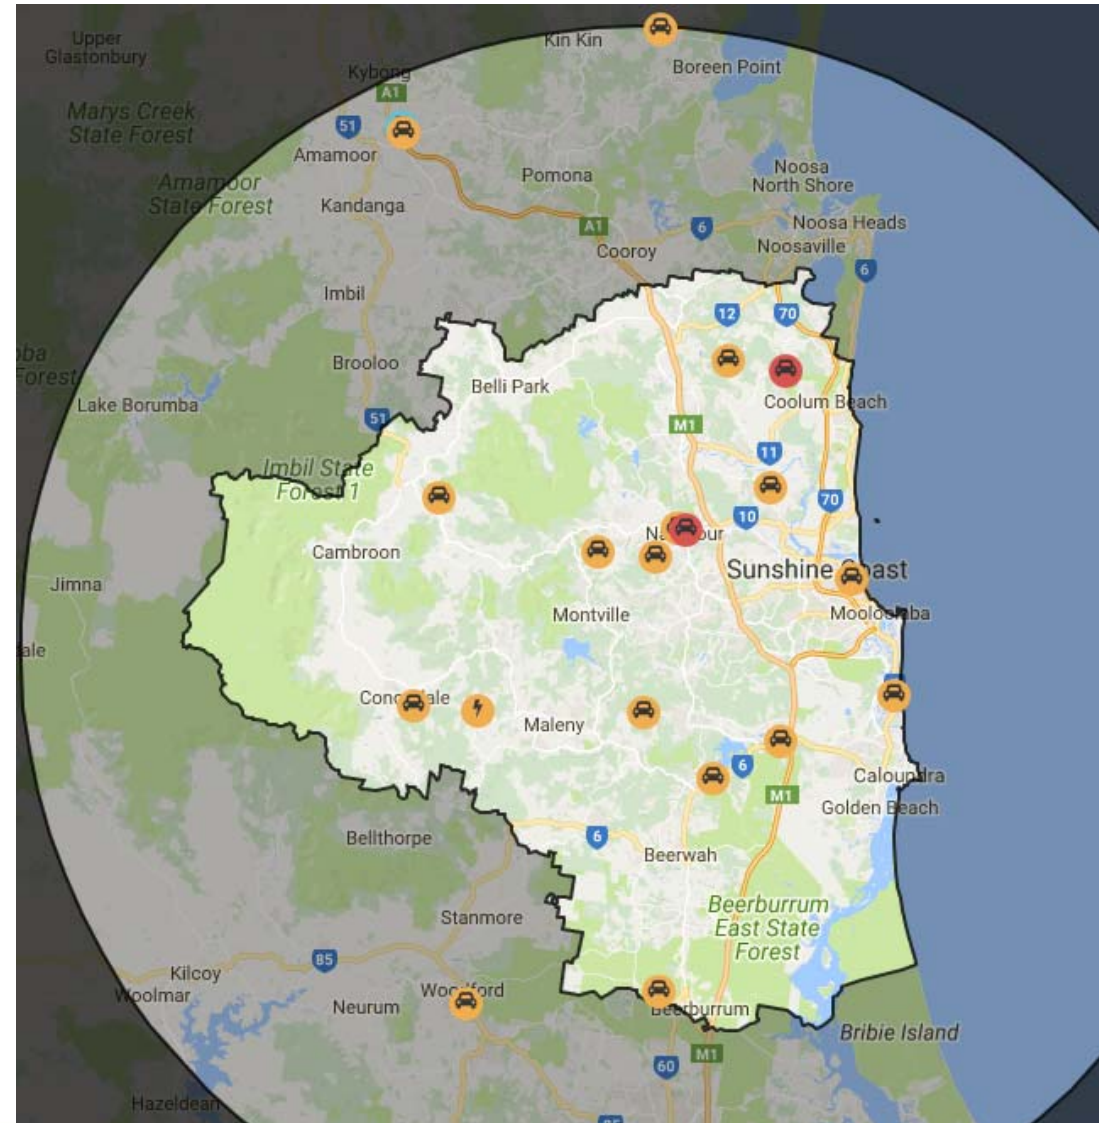 Upper
Glastonbury
Kin Kin
Boreen Point
Kybong
A1
Marys Creek
State Forest
51
Amamoor
Pomona
Noosa
North Shore
Amamoor
State Forest
Kandanga
A1
6
Noosa Heads
Noosaville
Cooroy
6
Imbil
12
70
Brooloo
Belli Park
Forest
Lake Borumba
Coolum Beach
51
M1
11
Imbil State
Forest 1
70
10
Cambroon
Sunshine Coast
Jimna
Montville
Mooloolaba
Maleny
6
Caloundra
M1
Golden Beach
6
Bellthorpe
Beerwah
Beerburrum
East State
Forest
Stanmore
85
Kilcoy
Woolmar
Woodford
Neurum
Beerburrum
Bribie Island
M1
60
Hazeldean